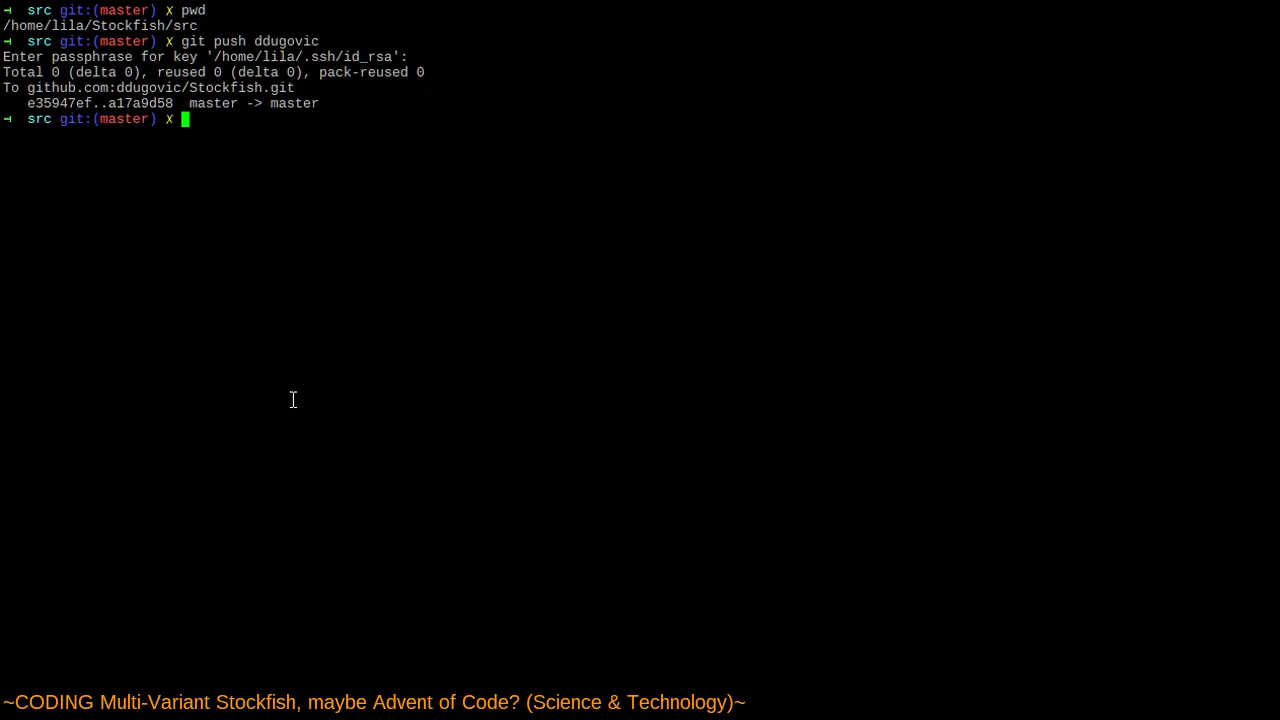 → src git:(master) ✗ pwd
/home/lila/Stockfish/src
→ src git:(master) ✗ git push ddugovic
Enter passphrase for key '/home/lila/.ssh/id_rsa':
Total 0 (delta 0), reused 0 (delta 0), pack-reused 0
To github.com:ddugovic/Stockfish.git
   e35947ef..a17a9d58  master -> master
→ src git:(master) ✗
~CODING Multi-Variant Stockfish, maybe Advent of Code? (Science & Technology)~